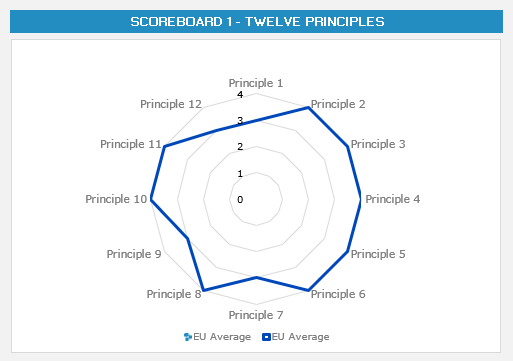 SCOREBOARD 1 - TWELVE PRINCIPLES
Principle 1
Principle 2
Principle 3
Principle 4
Principle 5
Principle 6
Principle 7
Principle 8
Principle 9
Principle 10
Principle 11
Principle 12
4
3
2
1
0
EU Average
EU Average